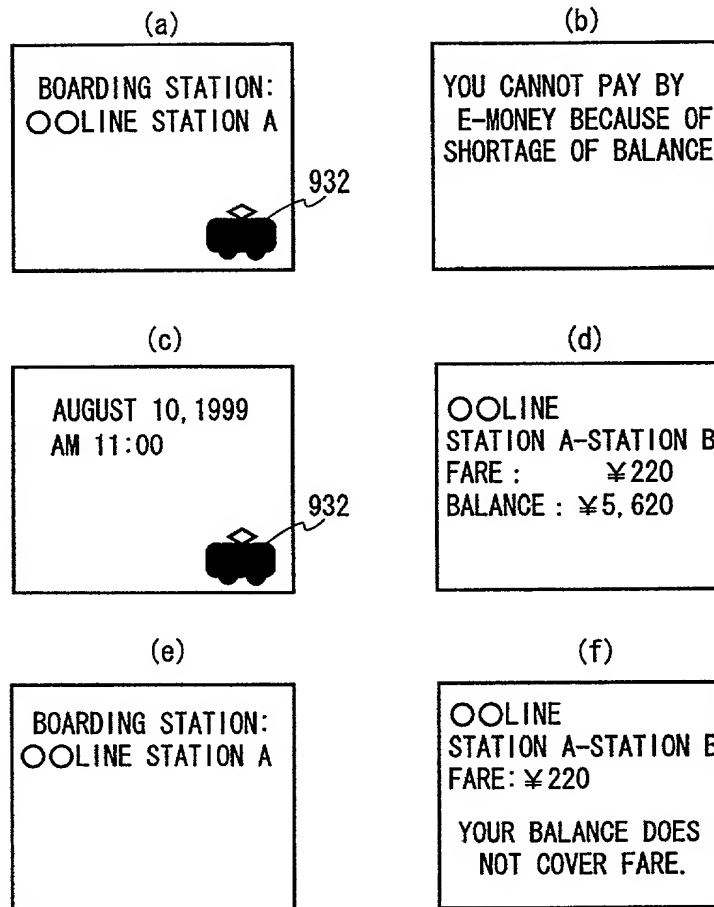 (a)
BOARDING STATION:
○○LINE STATION A
932
(b)
YOU CANNOT PAY BY
E-MONEY BECAUSE OF
SHORTAGE OF BALANCE
(c)
AUGUST 10,1999
AM 11:00
932
(d)
○○LINE
STATION A-STATION B
FARE : ¥220
BALANCE : ¥5,620
(e)
BOARDING STATION:
○○LINE STATION A
(f)
○○LINE
STATION A-STATION B
FARE: ¥220
YOUR BALANCE DOES
NOT COVER FARE.